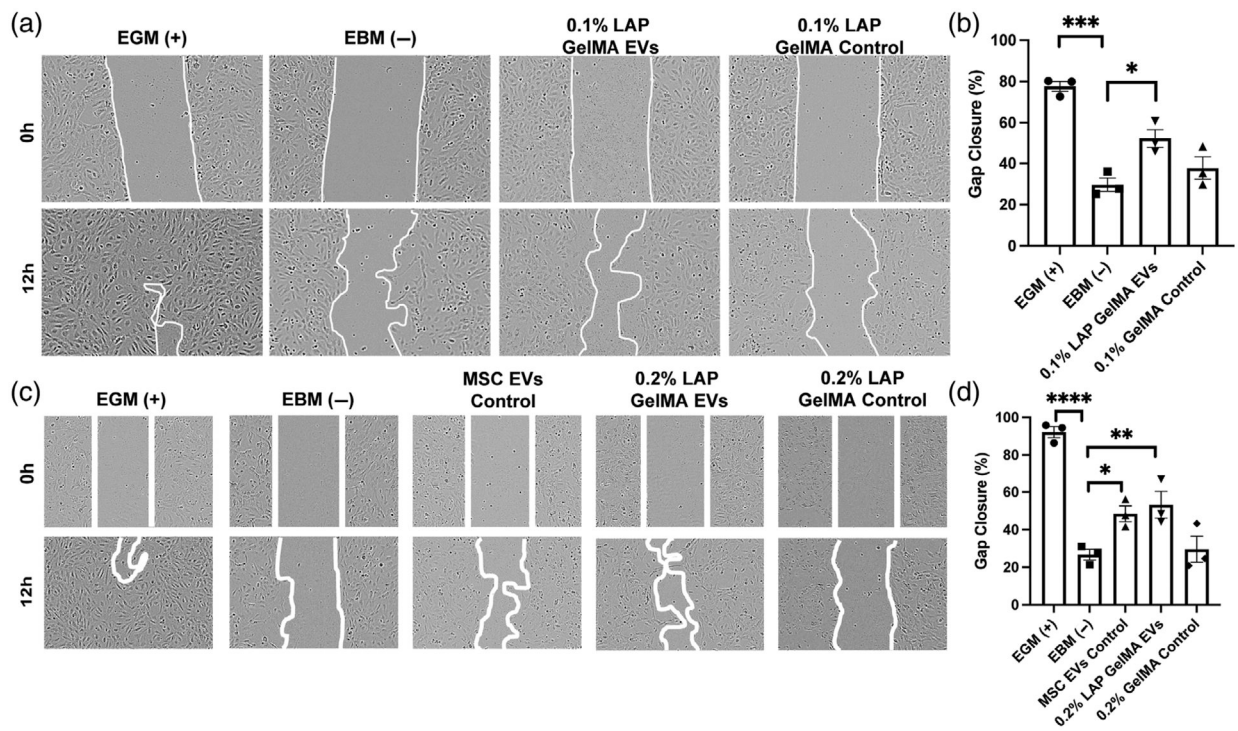 (a)
EGM (+)
EBM (–)
0.1% LAP
GelMA EVs
0.1% LAP
GelMA Control
0h
12h
(b)
***
*
Gap Closure (%)
100
80
60
40
20
0
EGM (+)
EBM (–)
0.1% LAP GelMA EVs
0.1% GelMA Control
(c)
EGM (+)
EBM (–)
MSC EVs
Control
0.2% LAP
GelMA EVs
0.2% LAP
GelMA Control
0h
12h
(d)
****
**
*
Gap Closure (%)
100
80
60
40
20
0
EGM (+)
EBM (–)
MSC EVs Control
0.2% LAP GelMA EVs
0.2% GelMA Control